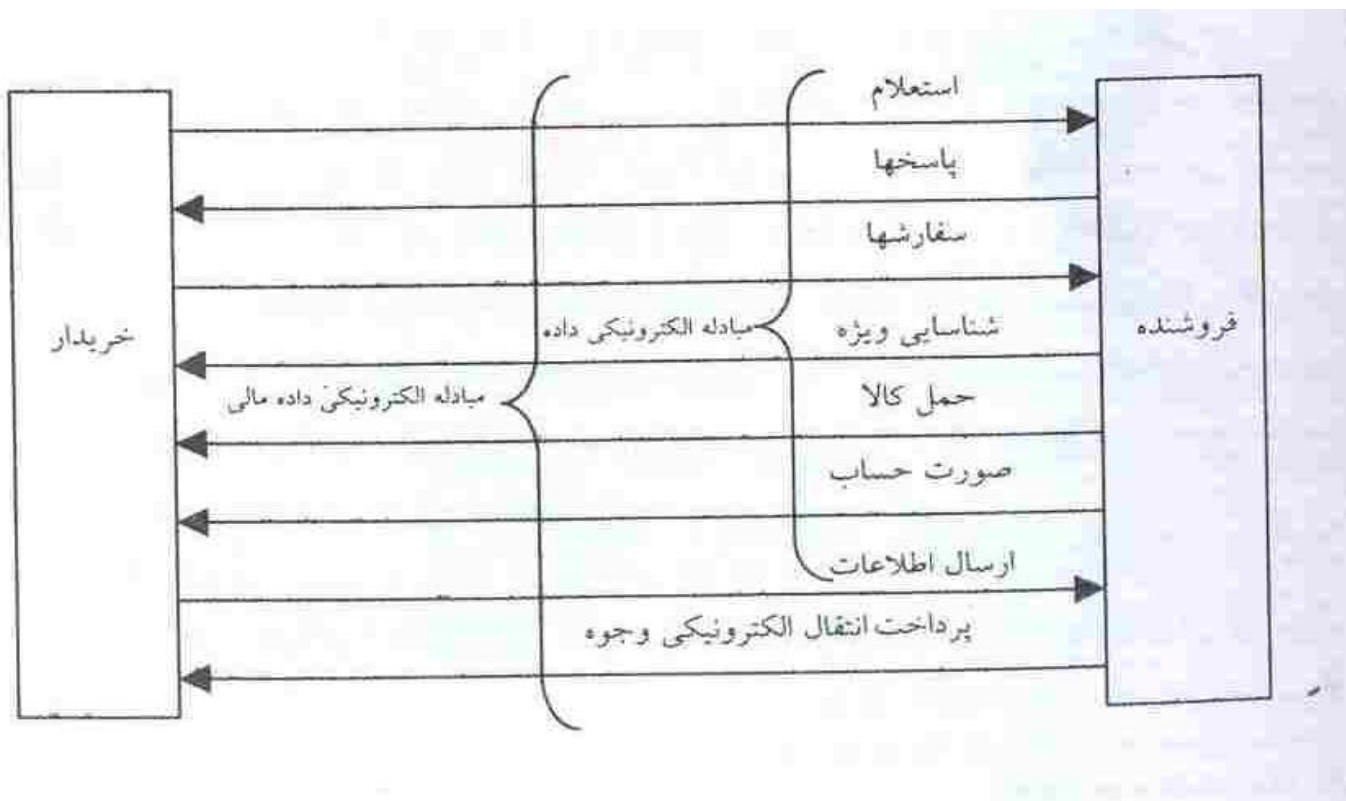 استعلام
پاسخها
سفارشها
فروشنده
شناسایی ویژه
مبادله الکترونیکی داده
خریدار
حمل کالا
مبادله الکترونیکی داده مالی
صورت حساب
ارسال اطلاعات
پرداخت انتقال الکترونیکی وجوه